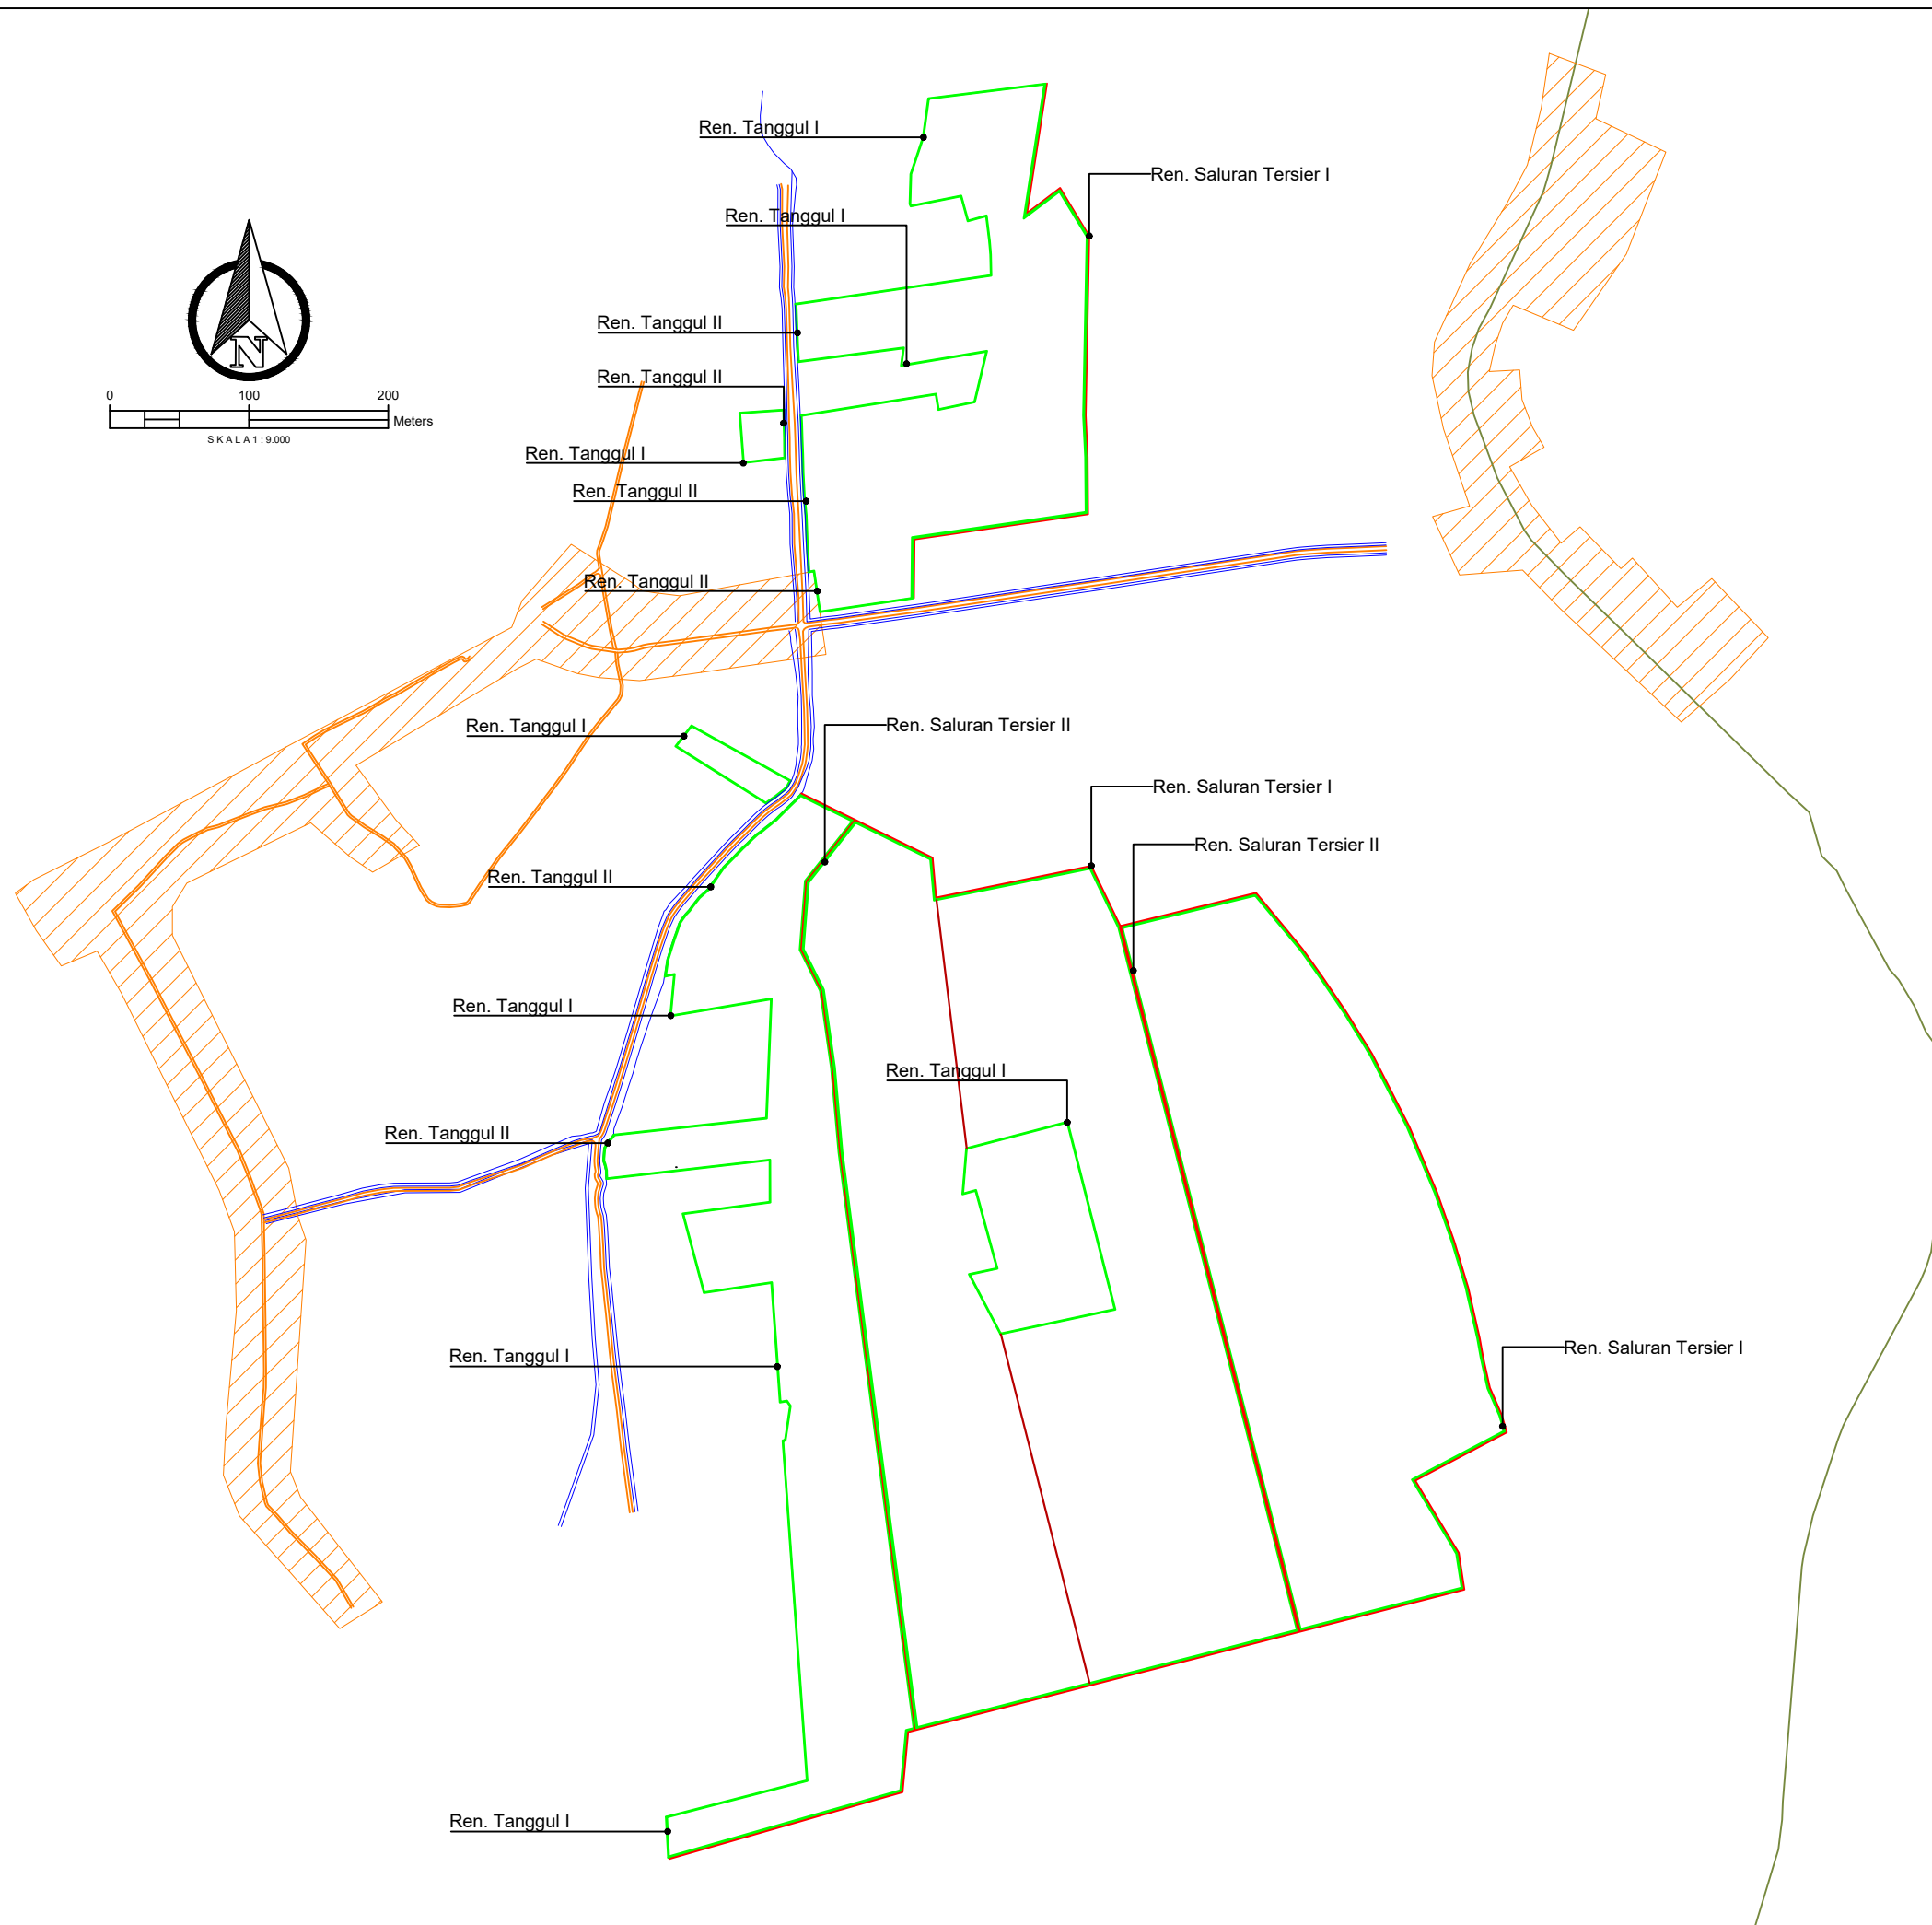 Ren. Tanggul I
Ren. Saluran Tersier I
Ren. Tanggul I
Ren. Tanggul II
N
Ren. Tanggul II
0 100 200
Meters
S K A L A 1 : 9.000
Ren. Tanggul I
Ren. Tanggul II
Ren. Tanggul II
Ren. Tanggul I
Ren. Saluran Tersier II
Ren. Saluran Tersier I
Ren. Saluran Tersier II
Ren. Tanggul II
Ren. Tanggul I
Ren. Tanggul I
Ren. Tanggul II
Ren. Tanggul I
Ren. Saluran Tersier I
Ren. Tanggul I